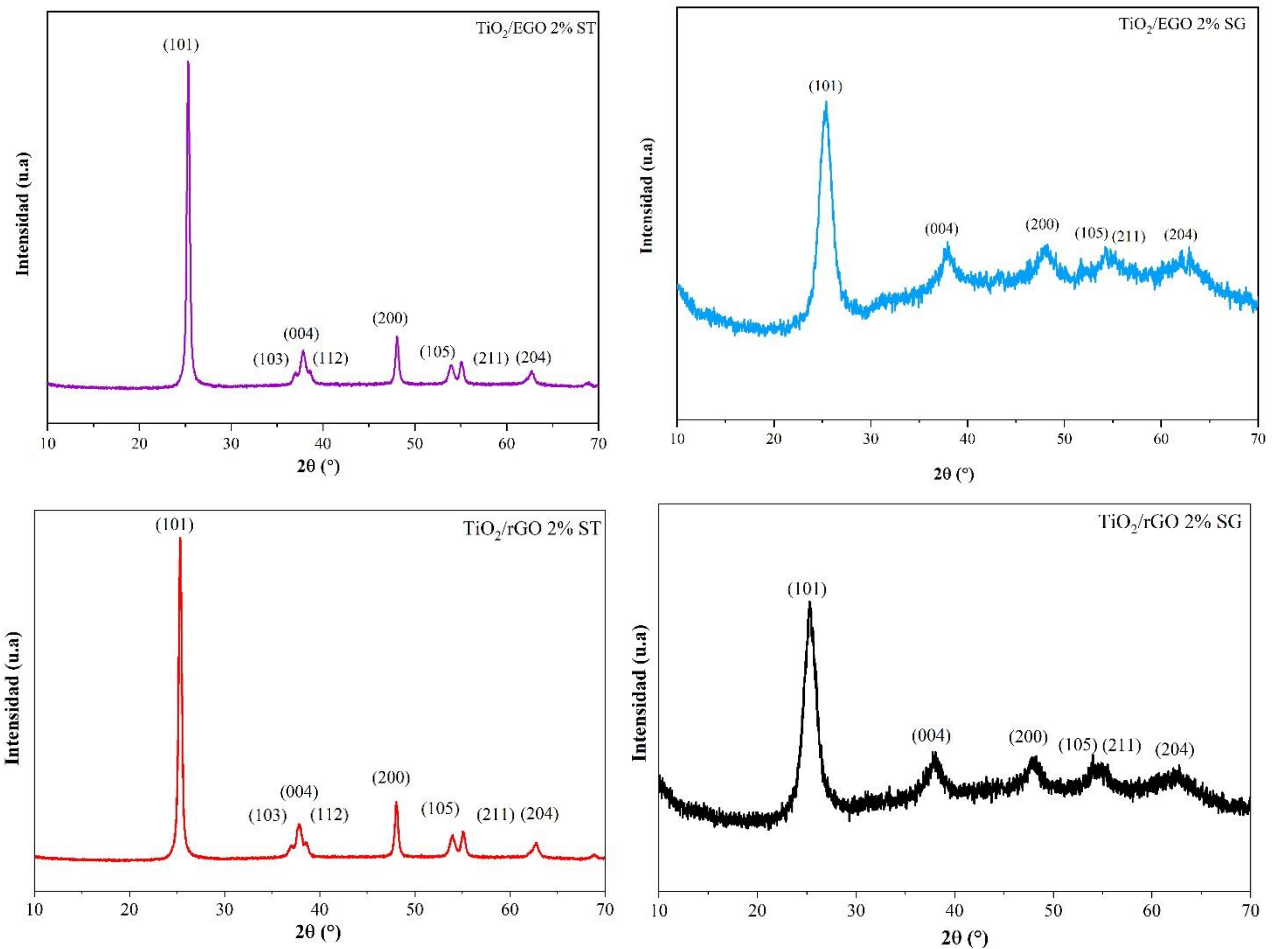 TiO2/EGO 2% ST
(101)
(200)
(004)
(103) (112) (105) (211) (204)
Intensidad (u.a)
10 20 30 40 50 60 70
2θ (°)
TiO2/EGO 2% SG
(101)
(004) (200) (105) (211) (204)
Intensidad (u.a)
10 20 30 40 50 60 70
2θ (°)
TiO2/rGO 2% ST
(101)
(200)
(004)
(103) (112) (105) (211) (204)
Intensidad (u.a)
10 20 30 40 50 60 70
2θ (°)
TiO2/rGO 2% SG
(101)
(004) (200) (105) (211) (204)
Intensidad (u.a)
10 20 30 40 50 60 70
2θ (°)